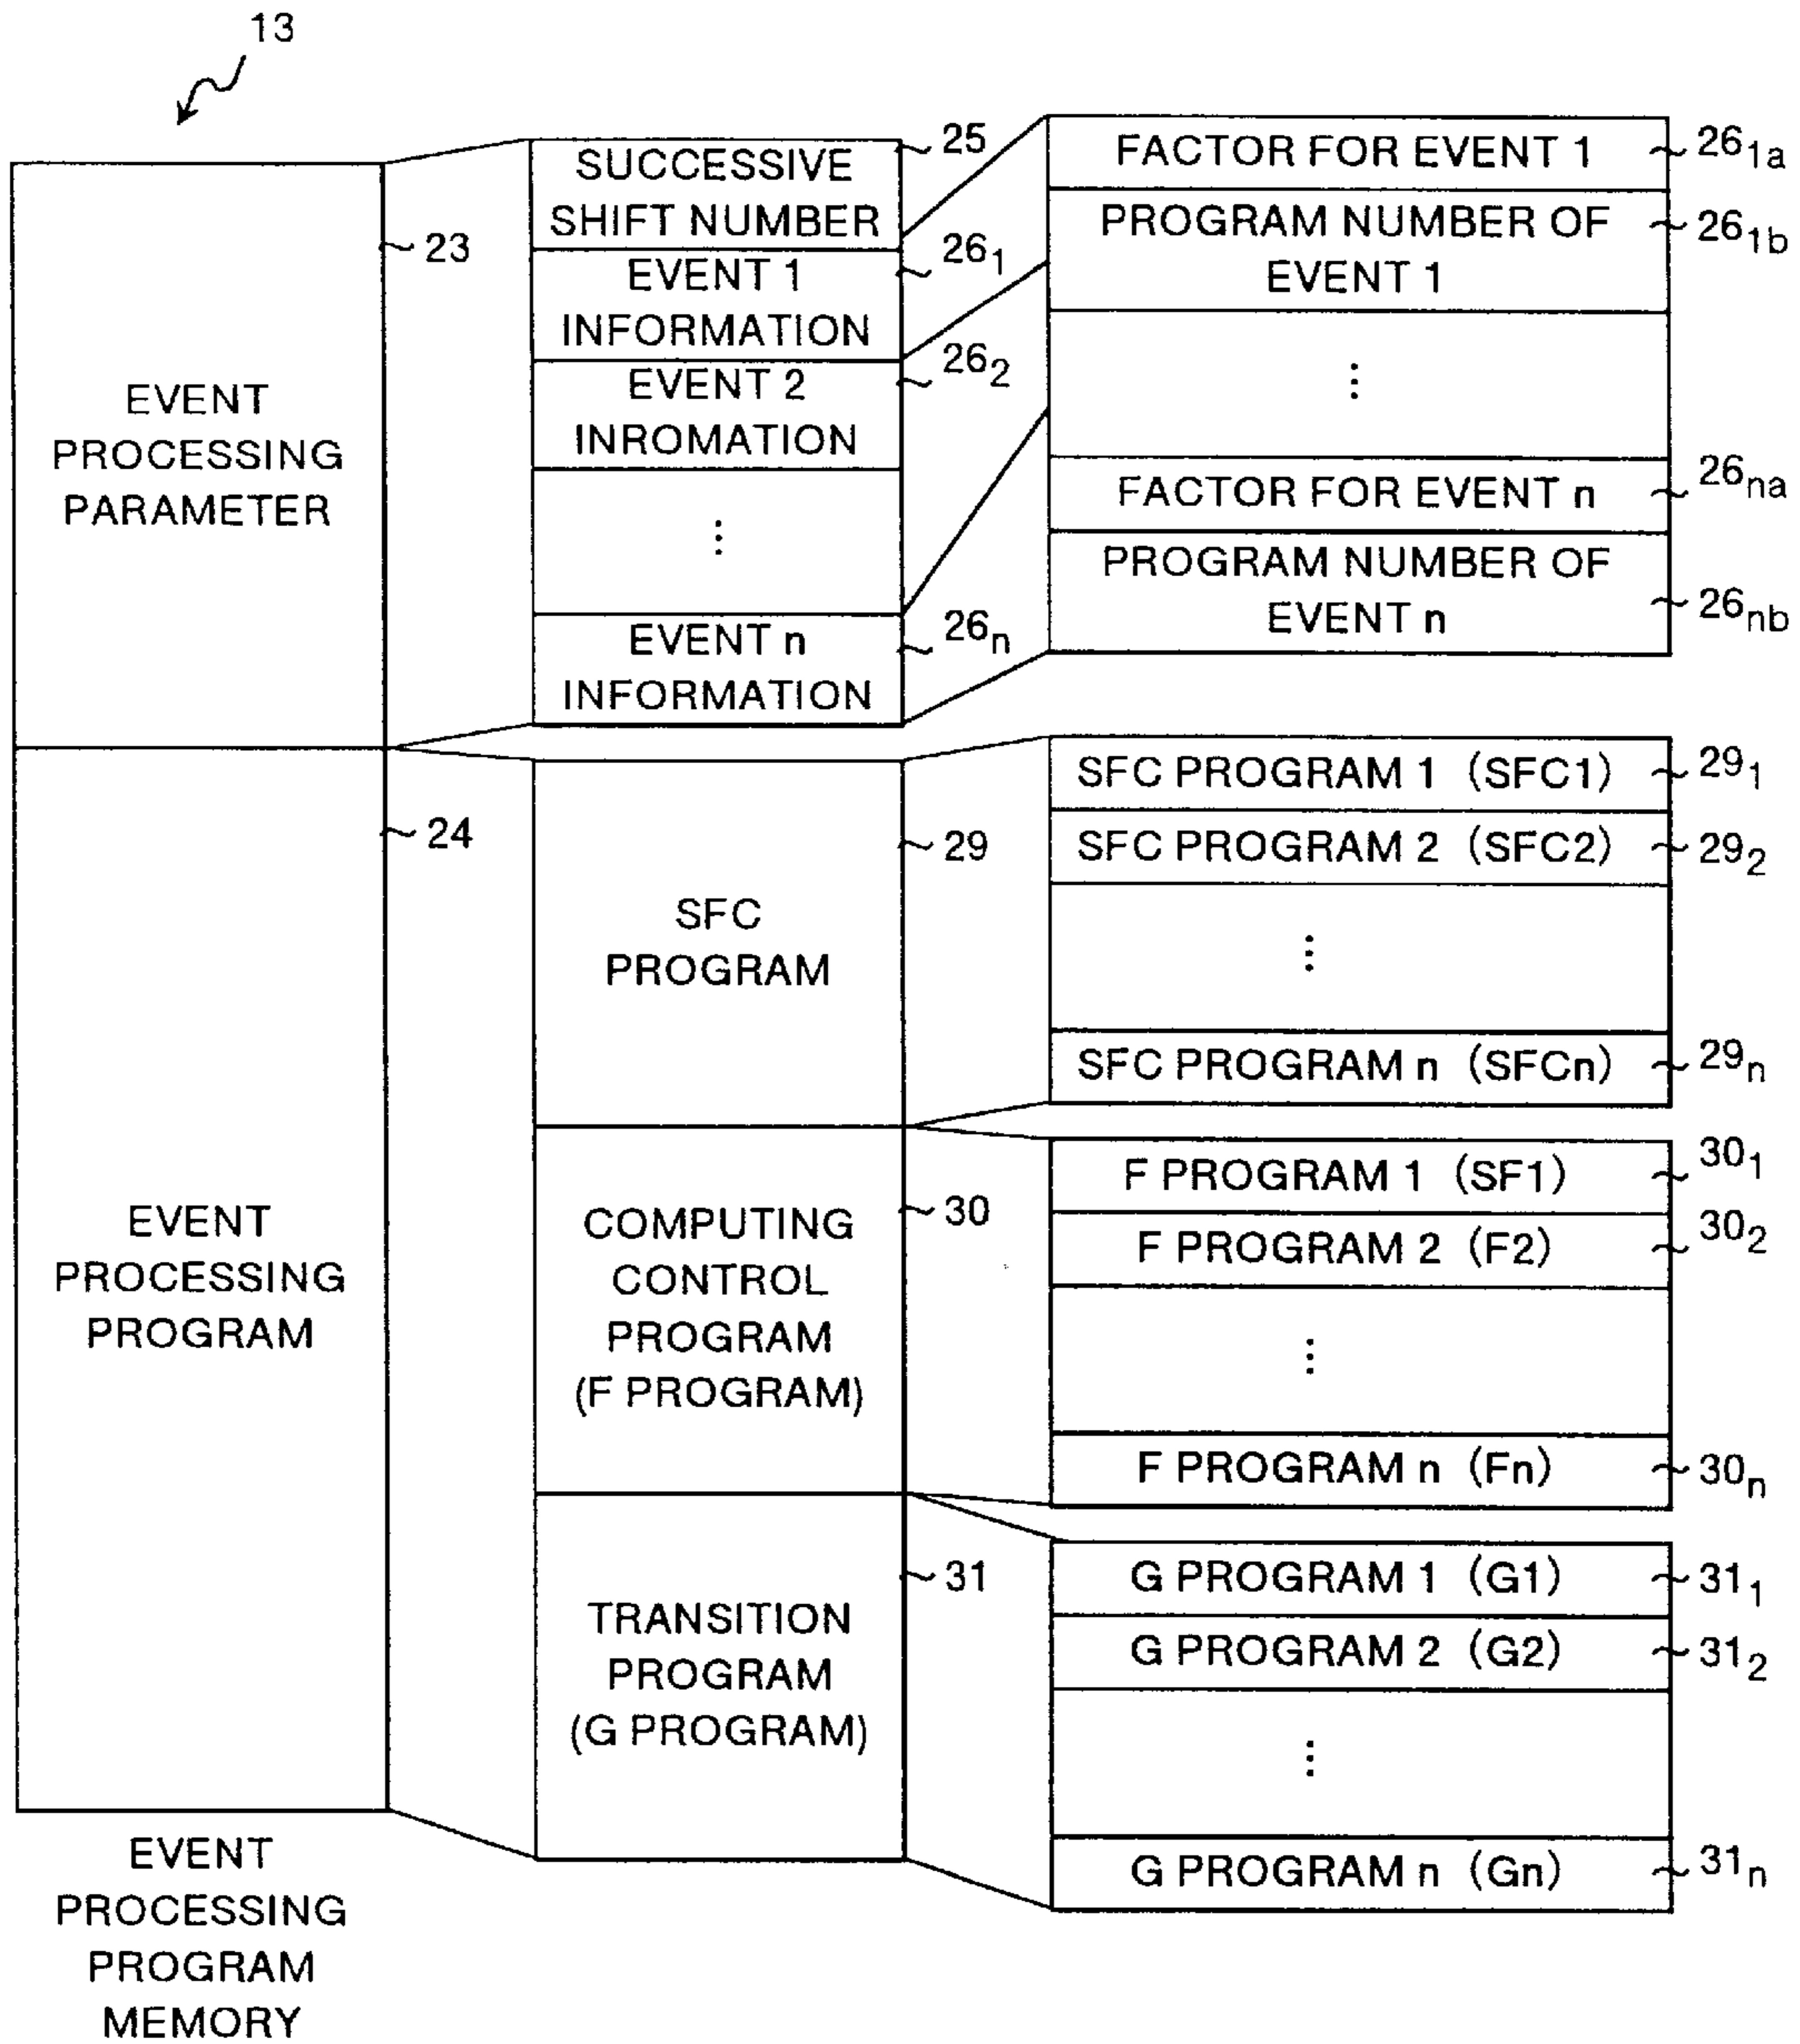 13
EVENT
PROCESSING
PARAMETER
23
EVENT
PROCESSING
PROGRAM
24
EVENT
PROCESSING
PROGRAM
MEMORY
SUCCESSIVE
SHIFT NUMBER
25
EVENT 1
INFORMATION
26₁
EVENT 2
INROMATION
26₂
⋮
EVENT n
INFORMATION
26ₙ
FACTOR FOR EVENT 1
26₁ₐ
PROGRAM NUMBER OF
EVENT 1
26₁b
⋮
FACTOR FOR EVENT n
26ₙₐ
PROGRAM NUMBER OF
EVENT n
26ₙb
SFC
PROGRAM
29
SFC PROGRAM 1 (SFC1)
29₁
SFC PROGRAM 2 (SFC2)
29₂
⋮
SFC PROGRAM n (SFCn)
29ₙ
COMPUTING
CONTROL
PROGRAM
(F PROGRAM)
30
F PROGRAM 1 (SF1)
30₁
F PROGRAM 2 (F2)
30₂
⋮
F PROGRAM n (Fn)
30ₙ
TRANSITION
PROGRAM
(G PROGRAM)
31
G PROGRAM 1 (G1)
31₁
G PROGRAM 2 (G2)
31₂
⋮
G PROGRAM n (Gn)
31ₙ